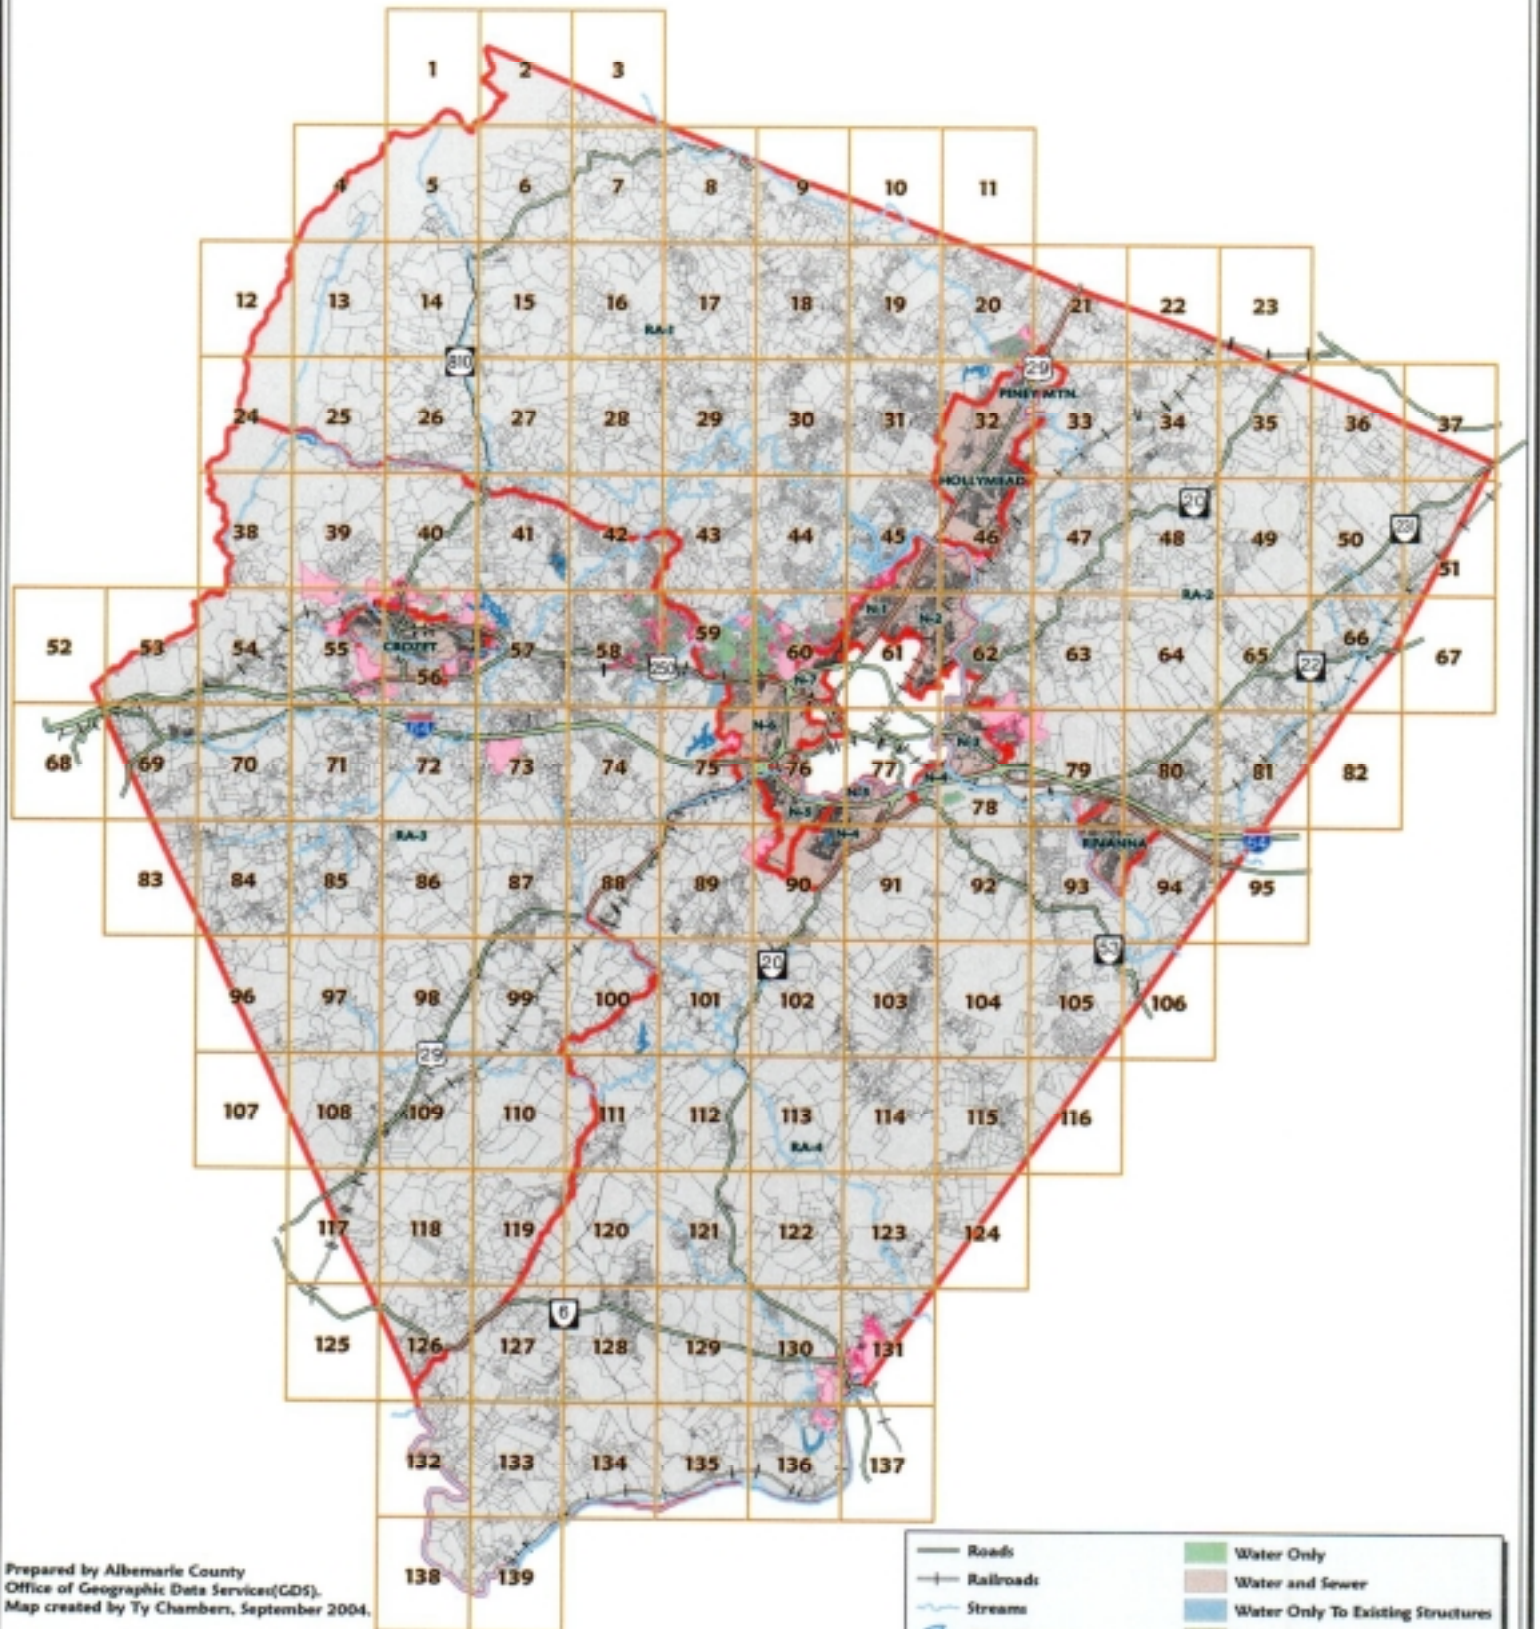 1 2 3
4 5 6 7 8 9 10 11
12 13 14 15 16 17 18 19 20 21 22 23
RA-1
810
29
PINEY MTN.
24 25 26 27 28 29 30 31 32 33 34 35 36 37
HOLLYMEAD
20
231
38 39 40 41 42 43 44 45 46 47 48 49 50
51
RA-2
N-1
N-2
52 53 54 55 CROZET 57 58 59 60 61 62 63 64 65 66 67
56
250
22
N-7
64
N-6
N-3
68 69 70 71 72 73 74 75 76 77 N-4 79 80 81 82
78
N-5
N-4
RA-3
RIVANNA
64
83 84 85 86 87 88 89 90 91 92 93 94 95
20
53
96 97 98 99 100 101 102 103 104 105 106
29
107 108 109 110 111 112 113 114 115 116
RA-4
117 118 119 120 121 122 123 124
6
125 126 127 128 129 130 131
132 133 134 135 136 137
138 139
Prepared by Albemarle County
Office of Geographic Data Services(GDS).
Map created by Ty Chambers, September 2004.
Roads
Railroads
Streams
Water Only
Water and Sewer
Water Only To Existing Structures